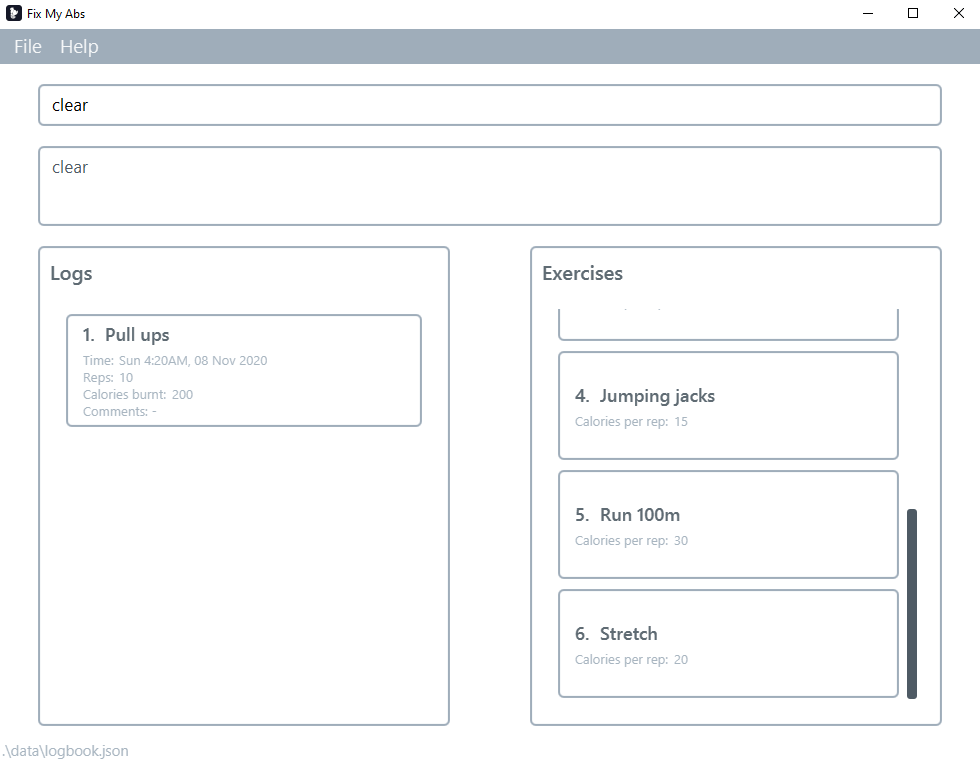 Fix My Abs
File Help
clear
clear
Logs
1. Pull ups
Time: Sun 4:20AM, 08 Nov 2020
Reps: 10
Calories burnt: 200
Comments: -
Exercises
4. Jumping jacks
Calories per rep: 15
5. Run 100m
Calories per rep: 30
6. Stretch
Calories per rep: 20
.\data\logbook.json